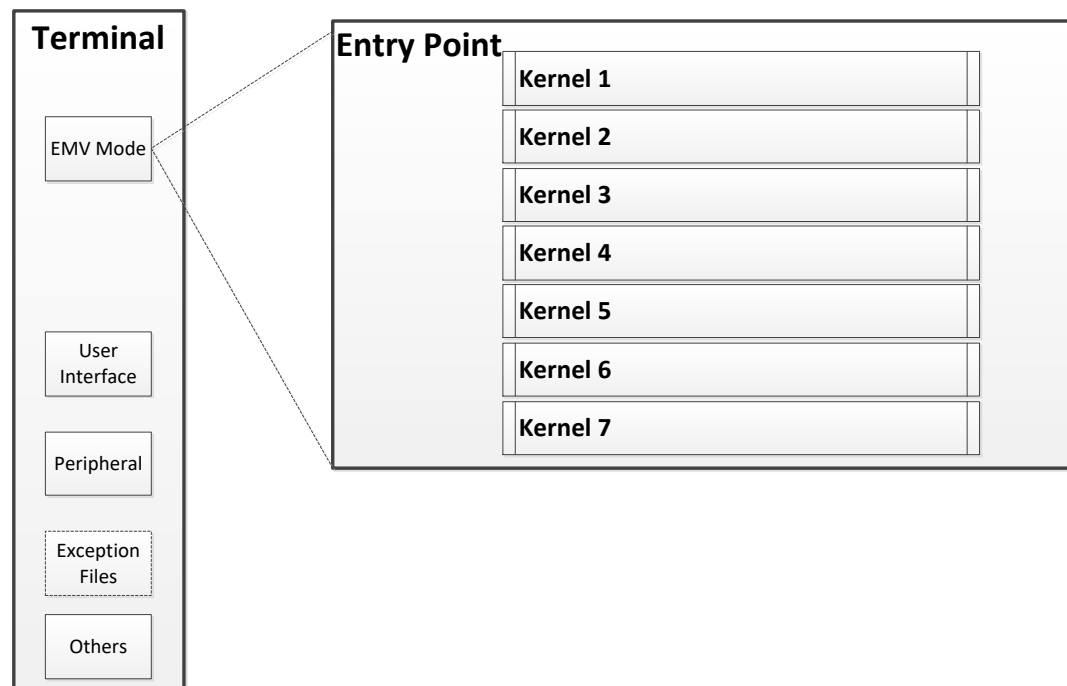 Terminal
EMV Mode
User
Interface
Peripheral
Exception
Files
Others
Entry Point
Kernel 1
Kernel 2
Kernel 3
Kernel 4
Kernel 5
Kernel 6
Kernel 7